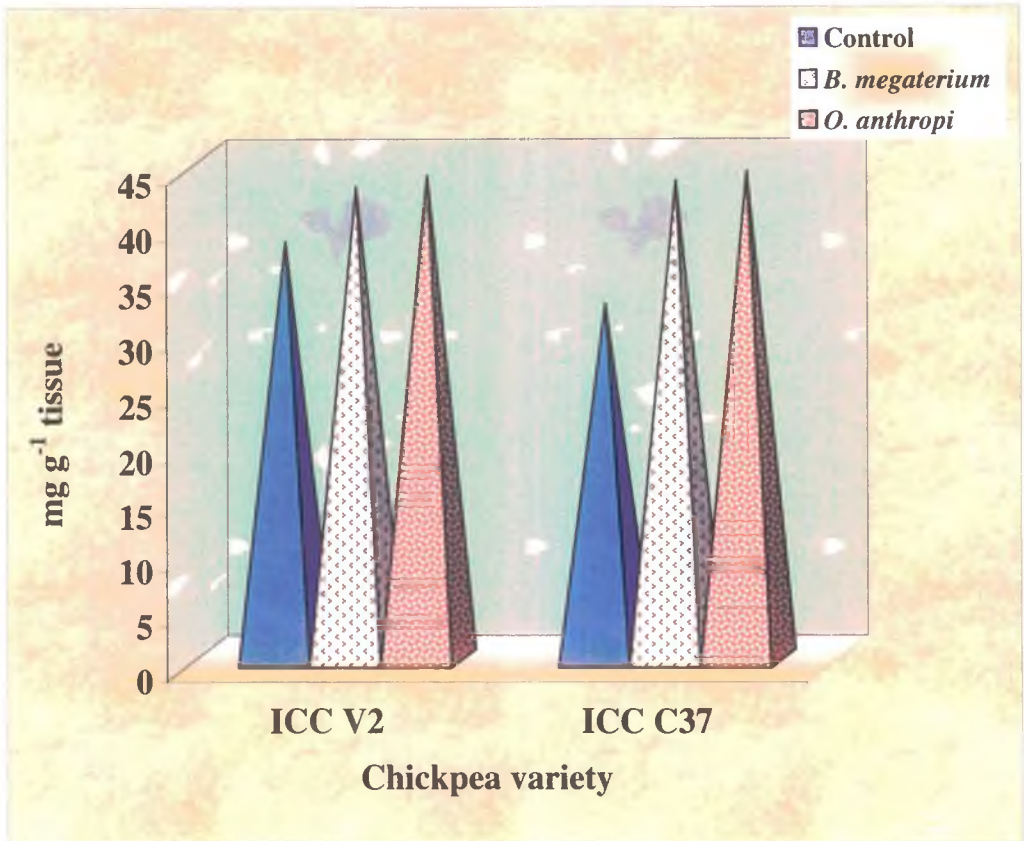 Control
B. megaterium
O. anthropi
45
40
35
30
25
20
15
10
5
0
mg g⁻¹ tissue
ICC V2
ICC C37
Chickpea variety